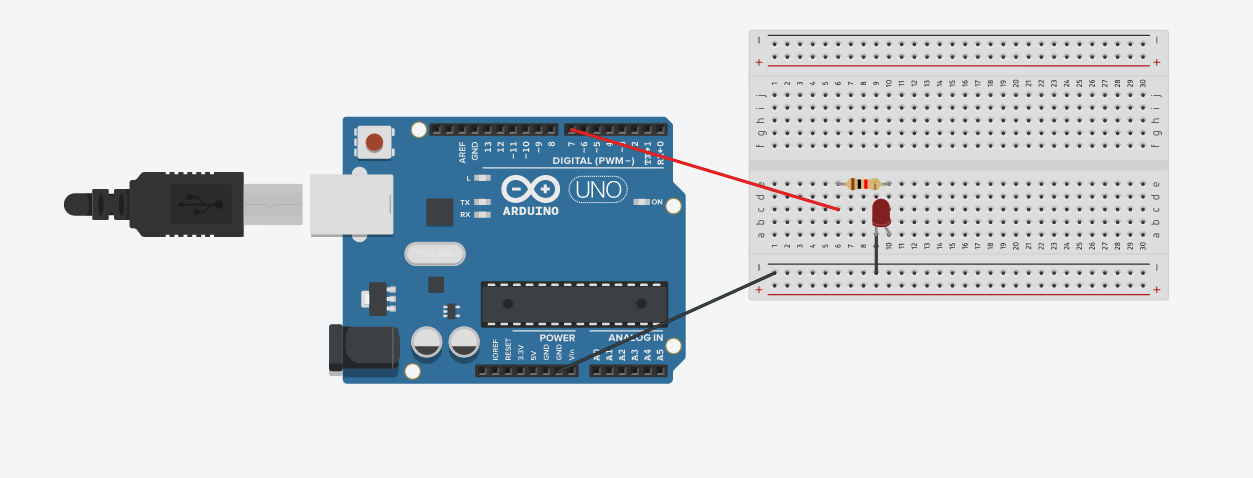 − −
+ +
1 2 3 4 5 6 7 8 9 10 11 12 13 14 15 16 17 18 19 20 21 22 23 24 25 26 27 28 29 30
j j
i i
h h
g g
f f
AREF GND 13 12 ~11 ~10 ~9 8 7 ~6 ~5 4 2 TX→1
DIGITAL (PWM~)
L
TX
RX
UNO
ARDUINO
ON
e e
d d
c c
b b
a a
1 2 3 4 5 6 7 8 9 10 11 12 13 14 15 16 17 18 19 20 21 22 23 24 25 26 27 28 29 30
− −
+ +
POWER ANALOG IN
IOREF RESET 3.3V 5V GND GND Vin A0 A1 A2 A3 A4 A5